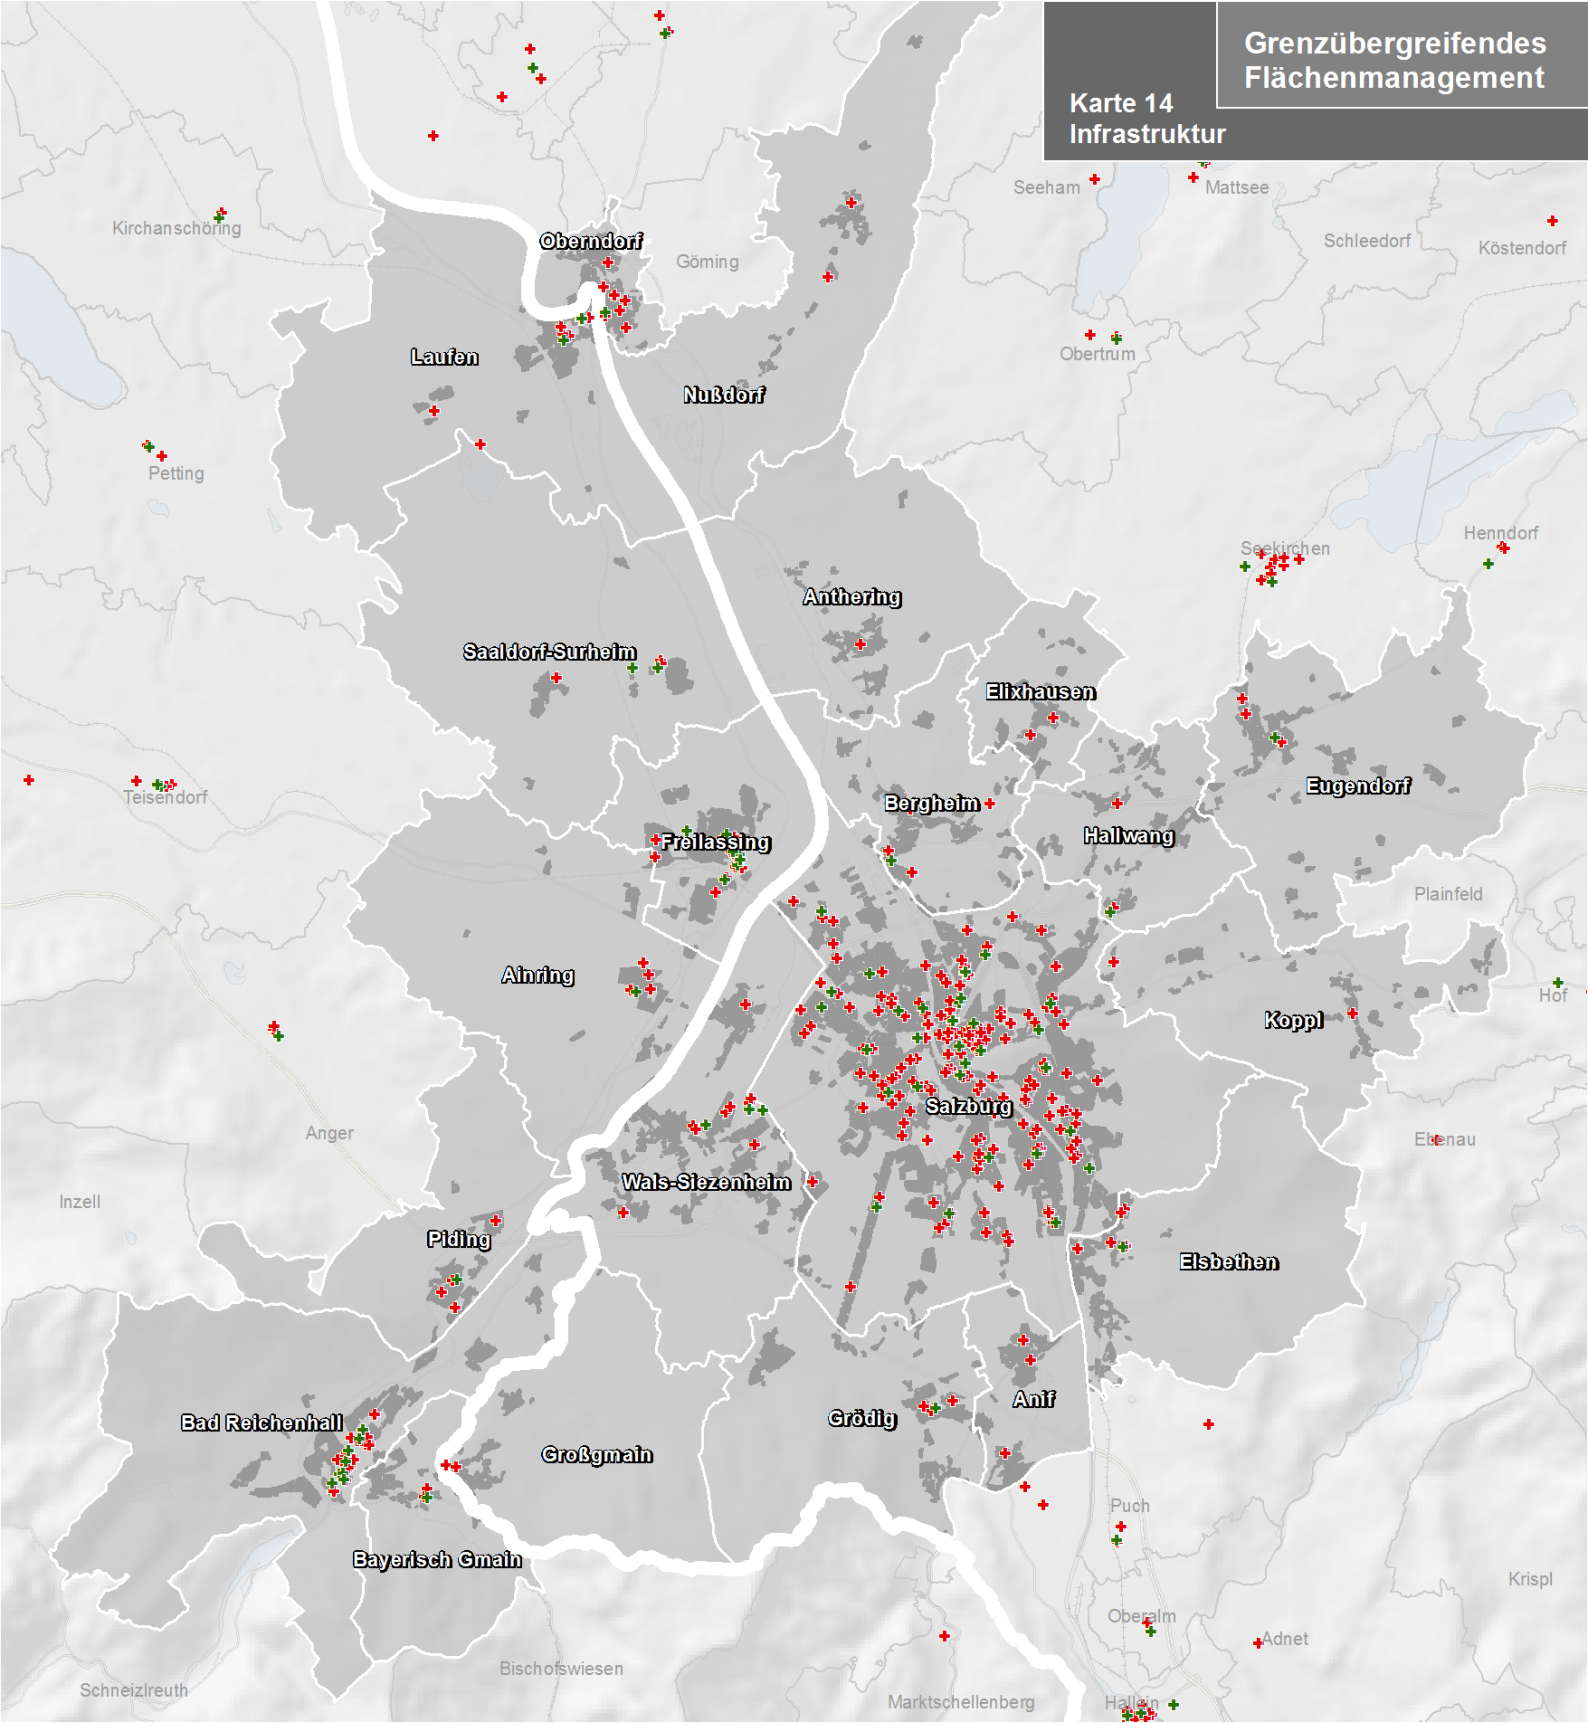 Grenzübergreifendes
Flächenmanagement
Karte 14
Infrastruktur
Seeham
Mattsee
Kirchanschöring
Oberndorf
Göming
Schleedorf
Köstendorf
Laufen
Obertrum
Nußdorf
Petting
Seekirchen
Henndorf
Anthering
Saaldorf-Surheim
Elixhausen
Teisendorf
Eugendorf
Bergheim
Freilassing
Hallwang
Plainfeld
Ainring
Hof
Koppl
Salzburg
Anger
Ebenau
Wals-Siezenheim
Inzell
Piding
Elsbethen
Anif
Bad Reichenhall
Grödig
Großgmain
Puch
Bayerisch Gmain
Krispl
Oberalm
Adnet
Bischofswiesen
Schneizlreuth
Marktschellenberg
Hallein